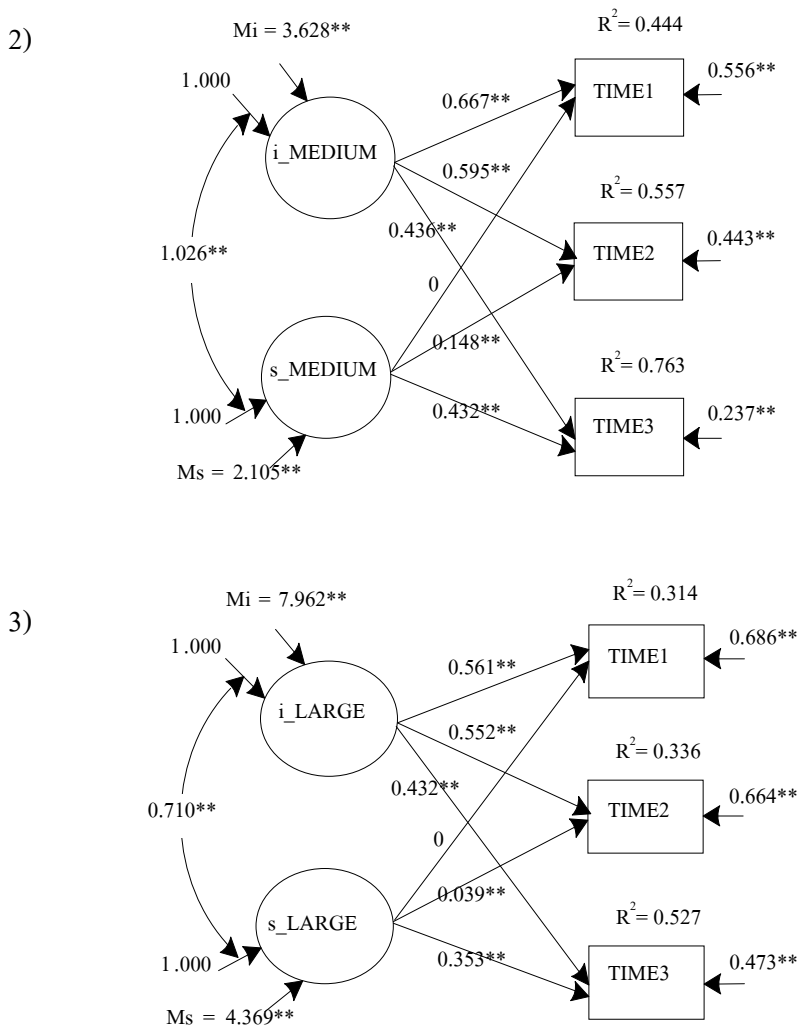 2)
Mi = 3.628**
R²= 0.444
1.000
0.556**
TIME1
0.667**
i_MEDIUM
0.595**
R²= 0.557
0.436**
1.026**
TIME2
0.443**
0
0.148**
R²= 0.763
s_MEDIUM
0.432**
1.000
TIME3
0.237**
Ms = 2.105**
3)
Mi = 7.962**
R²= 0.314
1.000
0.686**
TIME1
0.561**
i_LARGE
0.552**
R²= 0.336
0.432**
0.710**
TIME2
0.664**
0
0.039**
R²= 0.527
s_LARGE
0.353**
1.000
TIME3
0.473**
Ms = 4.369**